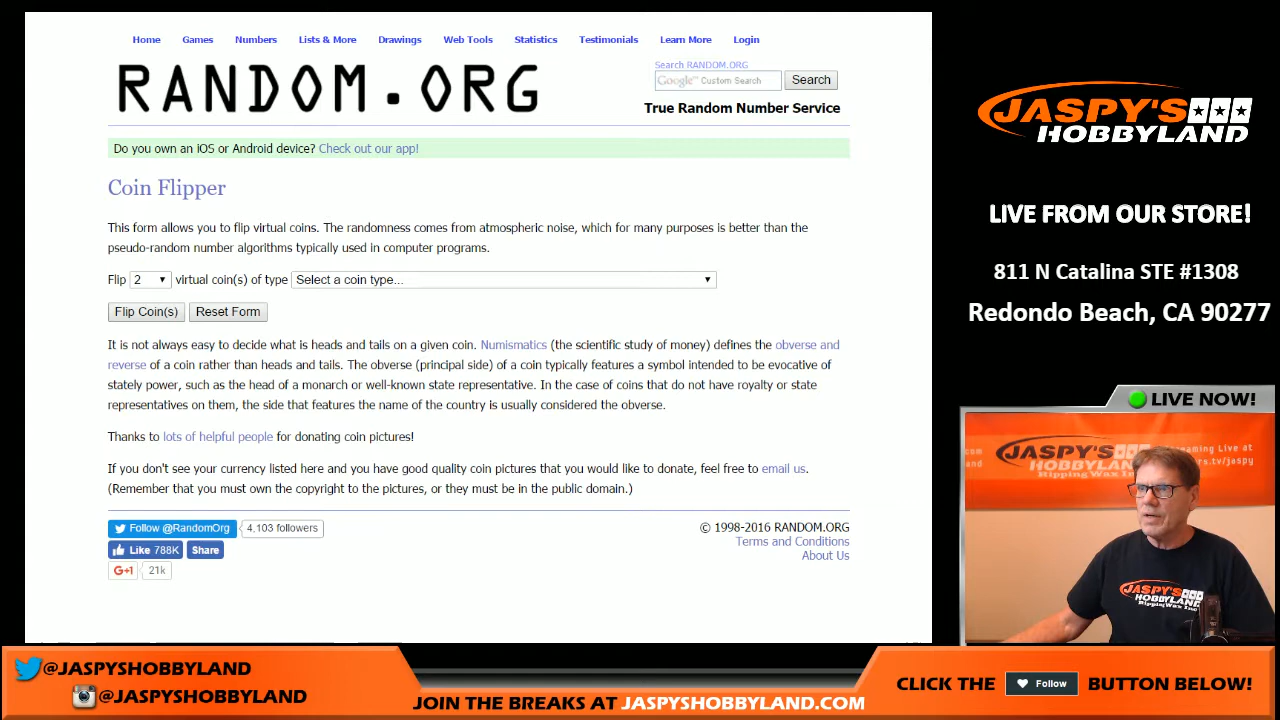 Home Games Numbers Lists & More Drawings Web Tools Statistics Testimonials Learn More Login
RANDOM.ORG
Search RANDOM.ORG
Google™ Custom Search Search
True Random Number Service
Do you own an iOS or Android device? Check out our app!
Coin Flipper
This form allows you to flip virtual coins. The randomness comes from atmospheric noise, which for many purposes is better than the
pseudo-random number algorithms typically used in computer programs.
Flip 2 virtual coin(s) of type Select a coin type...
Flip Coin(s) Reset Form
It is not always easy to decide what is heads and tails on a given coin. Numismatics (the scientific study of money) defines the obverse and
reverse of a coin rather than heads and tails. The obverse (principal side) of a coin typically features a symbol intended to be evocative of
stately power, such as the head of a monarch or well-known state representative. In the case of coins that do not have royalty or state
representatives on them, the side that features the name of the country is usually considered the obverse.
Thanks to lots of helpful people for donating coin pictures!
If you don't see your currency listed here and you have good quality coin pictures that you would like to donate, feel free to email us.
(Remember that you must own the copyright to the pictures, or they must be in the public domain.)
Follow @RandomOrg 4,103 followers
Like 788K Share
G+1 21k
© 1998-2016 RANDOM.ORG
Terms and Conditions
About Us
JASPY'S
HOBBYLAND
LIVE FROM OUR STORE!
811 N Catalina STE #1308
Redondo Beach, CA 90277
LIVE NOW!
.com
land
JASPY'S
HOBBYLAND
Ripping Wax Inc.
Streaming Live at
ers.tv/jaspy
JASPY'S
HOBBYLAND
Ripping Wax Inc
@JASPYSHOBBYLAND
@JASPYSHOBBYLAND
JOIN THE BREAKS AT JASPYSHOBBYLAND.COM
CLICK THE Follow BUTTON BELOW!